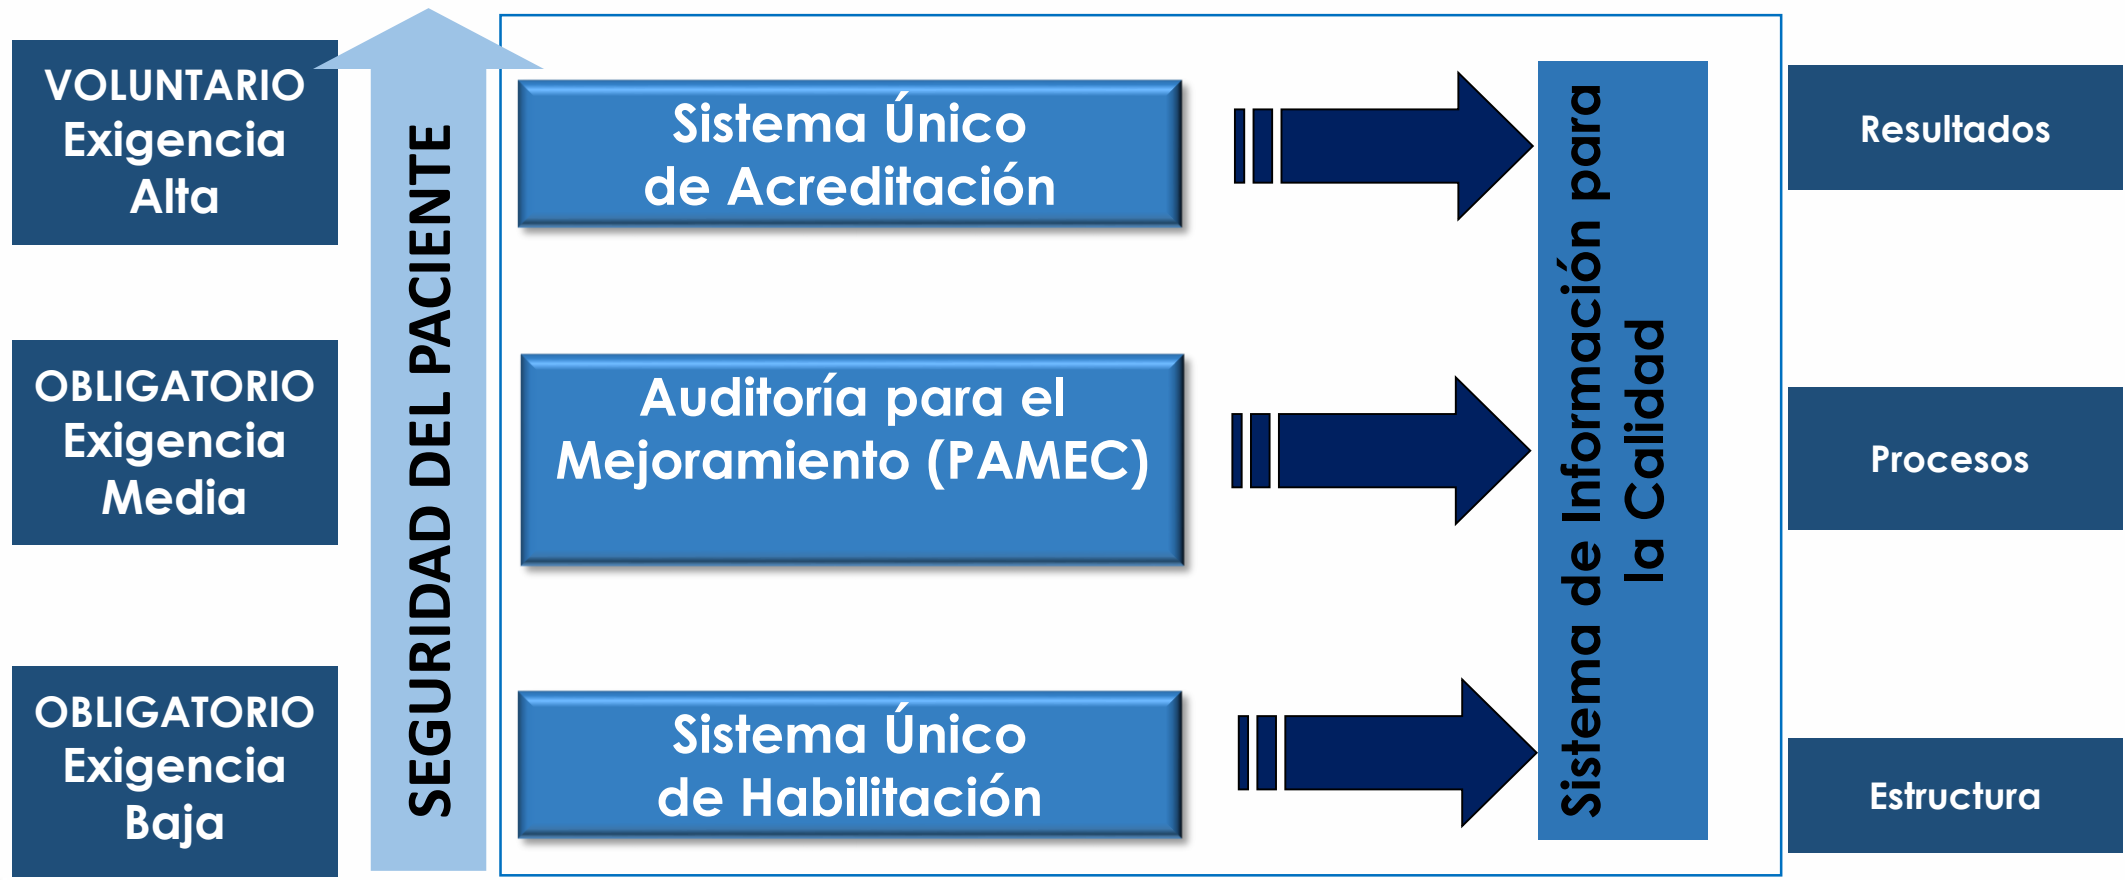 VOLUNTARIO
Exigencia
Alta
OBLIGATORIO
Exigencia
Media
OBLIGATORIO
Exigencia
Baja
SEGURIDAD DEL PACIENTE
Sistema Único
de Acreditación
Auditoría para el
Mejoramiento (PAMEC)
Sistema Único
de Habilitación
Sistema de Información para
la Calidad
Resultados
Procesos
Estructura